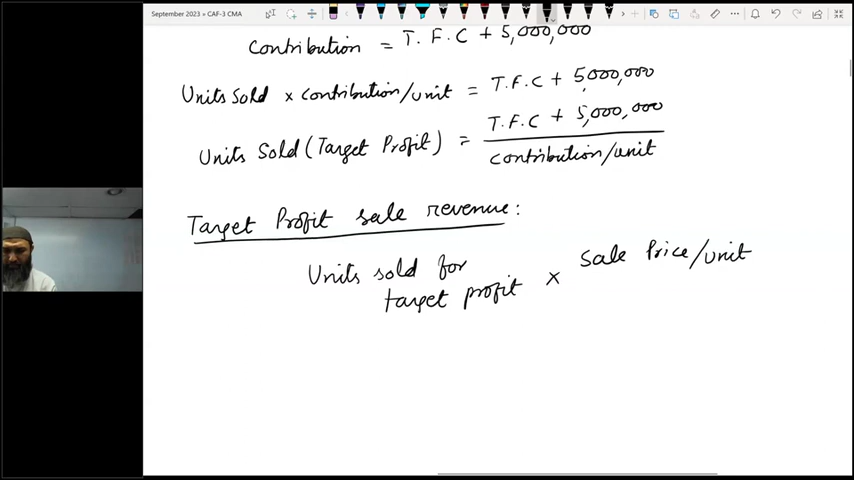 September 2023 » CAF-3 CMA
Contribution = T.F.C + 5,000,000
Units Sold x contribution/unit = T.F.C + 5,000,000
Units Sold (Target Profit) = T.F.C + 5,000,000
contribution/unit
Target Profit sale revenue:
Units sold for
target profit x Sale Price/unit